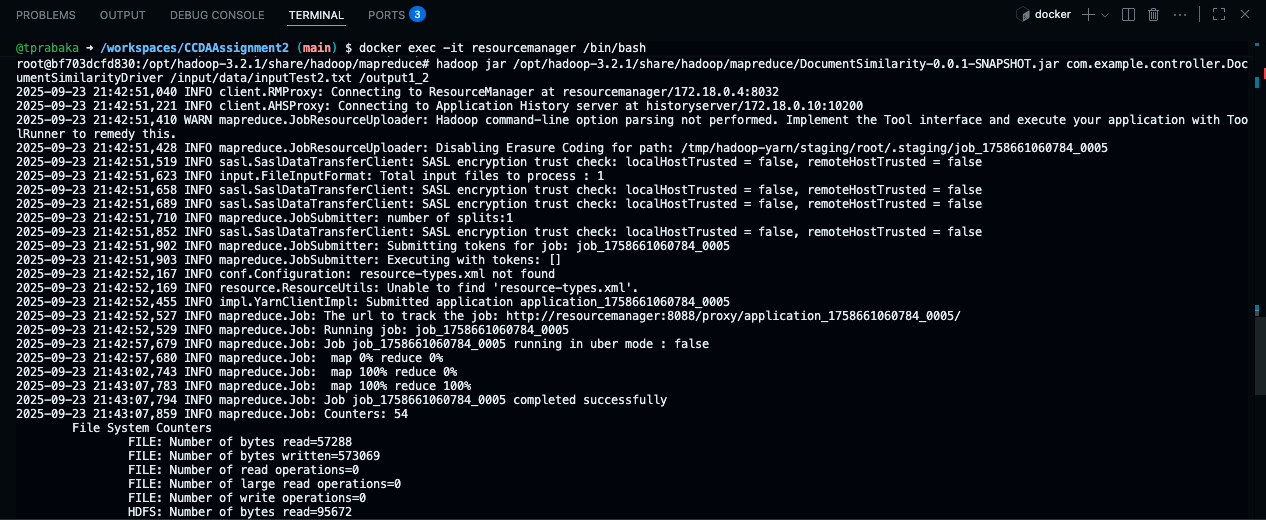 PROBLEMS OUTPUT DEBUG CONSOLE TERMINAL PORTS 3 docker
@tprabaka → /workspaces/CCDAAssignment2 (main) $ docker exec -it resourcemanager /bin/bash
root@bf703dcfd830:/opt/hadoop-3.2.1/share/hadoop/mapreduce# hadoop jar /opt/hadoop-3.2.1/share/hadoop/mapreduce/DocumentSimilarity-0.0.1-SNAPSHOT.jar com.example.controller.Doc
umentSimilarityDriver /input/data/inputTest2.txt /output1_2
2025-09-23 21:42:51,040 INFO client.RMProxy: Connecting to ResourceManager at resourcemanager/172.18.0.4:8032
2025-09-23 21:42:51,221 INFO client.AHSProxy: Connecting to Application History server at historyserver/172.18.0.10:10200
2025-09-23 21:42:51,410 WARN mapreduce.JobResourceUploader: Hadoop command-line option parsing not performed. Implement the Tool interface and execute your application with Too
lRunner to remedy this.
2025-09-23 21:42:51,428 INFO mapreduce.JobResourceUploader: Disabling Erasure Coding for path: /tmp/hadoop-yarn/staging/root/.staging/job_1758661060784_0005
2025-09-23 21:42:51,519 INFO sasl.SaslDataTransferClient: SASL encryption trust check: localHostTrusted = false, remoteHostTrusted = false
2025-09-23 21:42:51,623 INFO input.FileInputFormat: Total input files to process : 1
2025-09-23 21:42:51,658 INFO sasl.SaslDataTransferClient: SASL encryption trust check: localHostTrusted = false, remoteHostTrusted = false
2025-09-23 21:42:51,689 INFO sasl.SaslDataTransferClient: SASL encryption trust check: localHostTrusted = false, remoteHostTrusted = false
2025-09-23 21:42:51,710 INFO mapreduce.JobSubmitter: number of splits:1
2025-09-23 21:42:51,852 INFO sasl.SaslDataTransferClient: SASL encryption trust check: localHostTrusted = false, remoteHostTrusted = false
2025-09-23 21:42:51,902 INFO mapreduce.JobSubmitter: Submitting tokens for job: job_1758661060784_0005
2025-09-23 21:42:51,903 INFO mapreduce.JobSubmitter: Executing with tokens: []
2025-09-23 21:42:52,167 INFO conf.Configuration: resource-types.xml not found
2025-09-23 21:42:52,169 INFO resource.ResourceUtils: Unable to find 'resource-types.xml'.
2025-09-23 21:42:52,455 INFO impl.YarnClientImpl: Submitted application application_1758661060784_0005
2025-09-23 21:42:52,527 INFO mapreduce.Job: The url to track the job: http://resourcemanager:8088/proxy/application_1758661060784_0005/
2025-09-23 21:42:52,529 INFO mapreduce.Job: Running job: job_1758661060784_0005
2025-09-23 21:42:57,679 INFO mapreduce.Job: Job job_1758661060784_0005 running in uber mode : false
2025-09-23 21:42:57,680 INFO mapreduce.Job:  map 0% reduce 0%
2025-09-23 21:43:02,743 INFO mapreduce.Job:  map 100% reduce 0%
2025-09-23 21:43:07,783 INFO mapreduce.Job:  map 100% reduce 100%
2025-09-23 21:43:07,794 INFO mapreduce.Job: Job job_1758661060784_0005 completed successfully
2025-09-23 21:43:07,859 INFO mapreduce.Job: Counters: 54
File System Counters
FILE: Number of bytes read=57288
FILE: Number of bytes written=573069
FILE: Number of read operations=0
FILE: Number of large read operations=0
FILE: Number of write operations=0
HDFS: Number of bytes read=95672